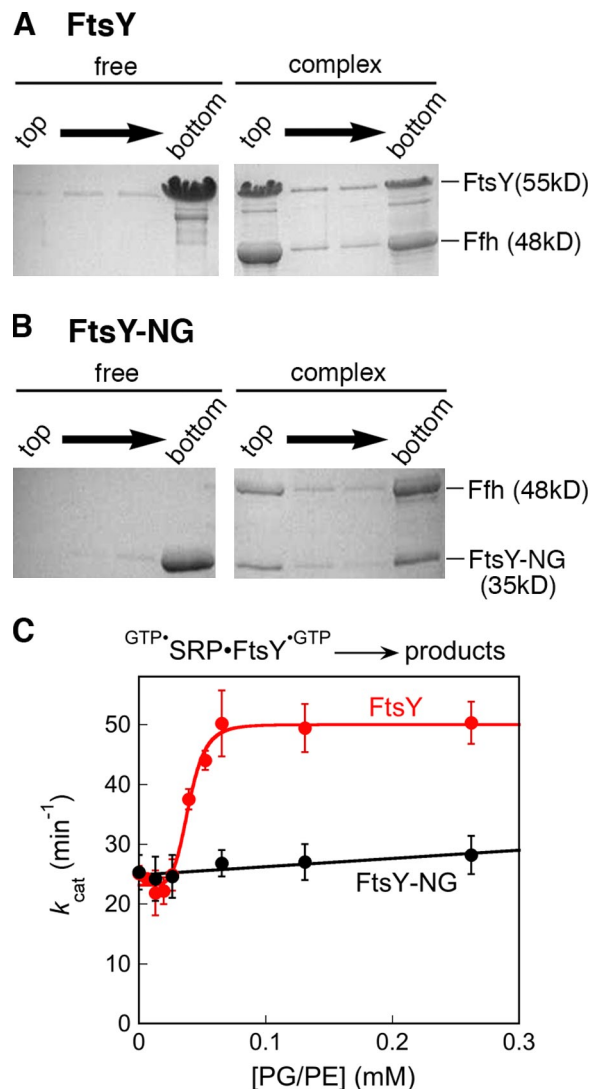 A FtsY
free complex
top bottom top bottom
FtsY(55kD)
Ffh (48kD)
B FtsY-NG
free complex
top bottom top bottom
Ffh (48kD)
FtsY-NG
(35kD)
C
GTP•SRP•FtsY•GTP products
50
40
30
20
10
0
FtsY
FtsY-NG
kcat (min−1)
0 0.1 0.2 0.3
[PG/PE] (mM)